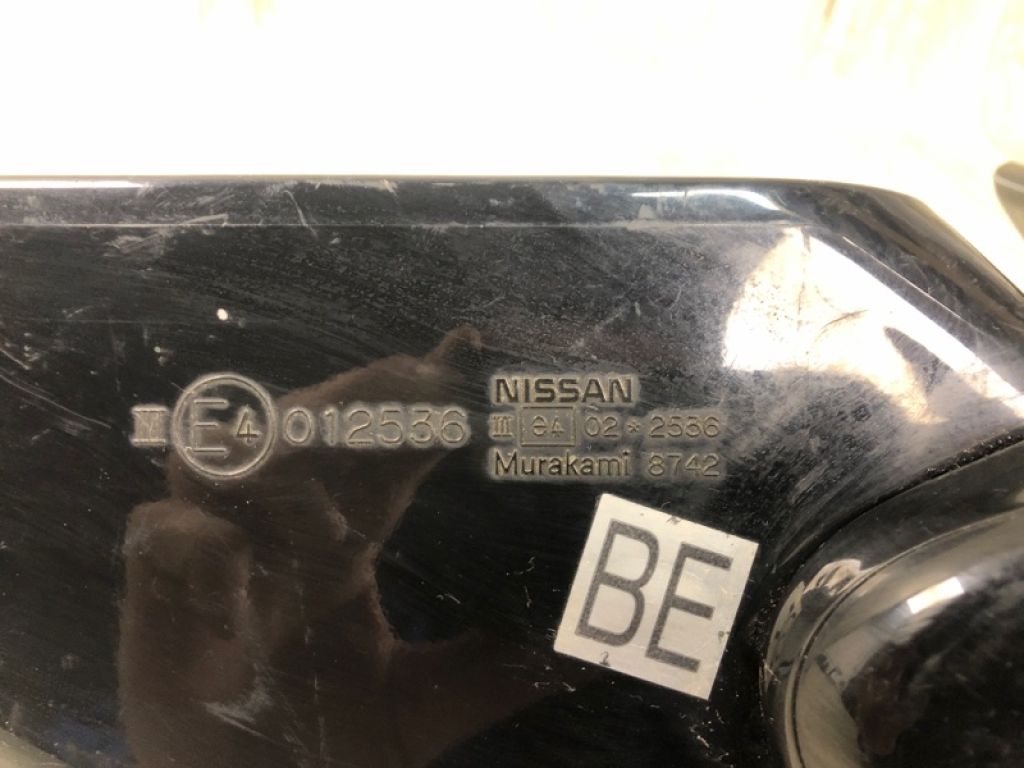 III E4 012536
NISSAN
III e4 02*2536
Murakami 8742
BE